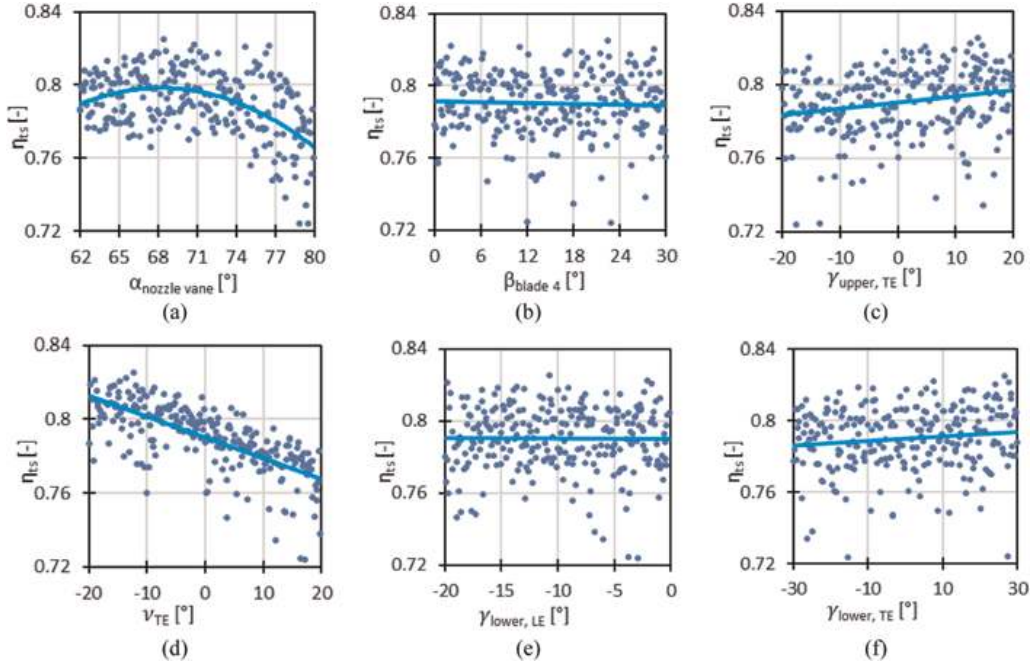 0.84
0.8
0.76
0.72
ηts [-]
62 65 68 71 74 77 80
αnozzle vane [°]
(a)
0.84
0.8
0.76
0.72
ηts [-]
0 6 12 18 24 30
βblade 4 [°]
(b)
0.84
0.8
0.76
0.72
ηts [-]
-20 -10 0 10 20
γupper, TE [°]
(c)
0.84
0.8
0.76
0.72
ηts [-]
-20 -10 0 10 20
νTE [°]
(d)
0.84
0.8
0.76
0.72
ηts [-]
-20 -15 -10 -5 0
γlower, LE [°]
(e)
0.84
0.8
0.76
0.72
ηts [-]
-30 -10 10 30
γlower, TE [°]
(f)